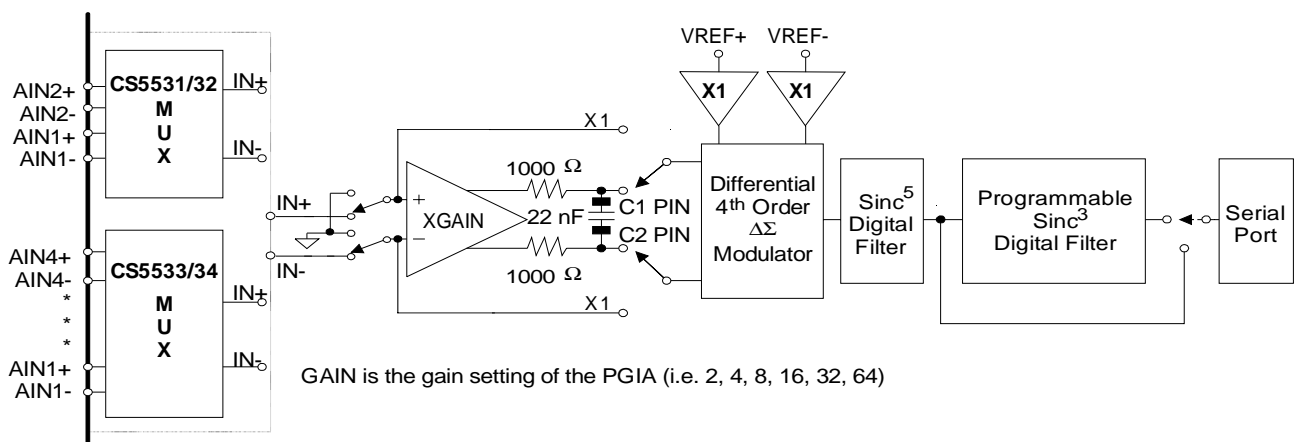 VREF+
VREF-
X1
X1
CS5531/32
M
U
X
IN+
IN-
AIN2+
AIN2-
AIN1+
AIN1-
X1
1000 Ω
IN+
IN-
+
−
XGAIN
22 nF
C1 PIN
C2 PIN
1000 Ω
X1
Differential
4th Order
ΔΣ
Modulator
Sinc5
Digital
Filter
Programmable
Sinc3
Digital Filter
Serial
Port
CS5533/34
M
U
X
IN+
IN-
AIN4+
AIN4-
*
*
*
AIN1+
AIN1-
GAIN is the gain setting of the PGIA (i.e. 2, 4, 8, 16, 32, 64)